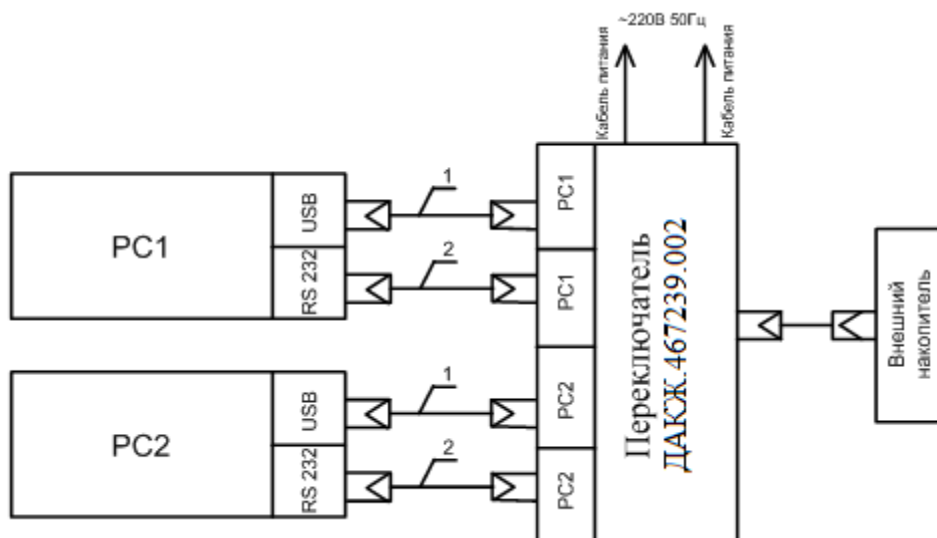 ~220В 50Гц
Кабель питания
Кабель питания
PC1
USB
RS 232
1
2
PC1
PC1
PC2
USB
RS 232
1
2
PC2
PC2
Переключатель
ДАКЖ.467239.002
Внешний
накопитель